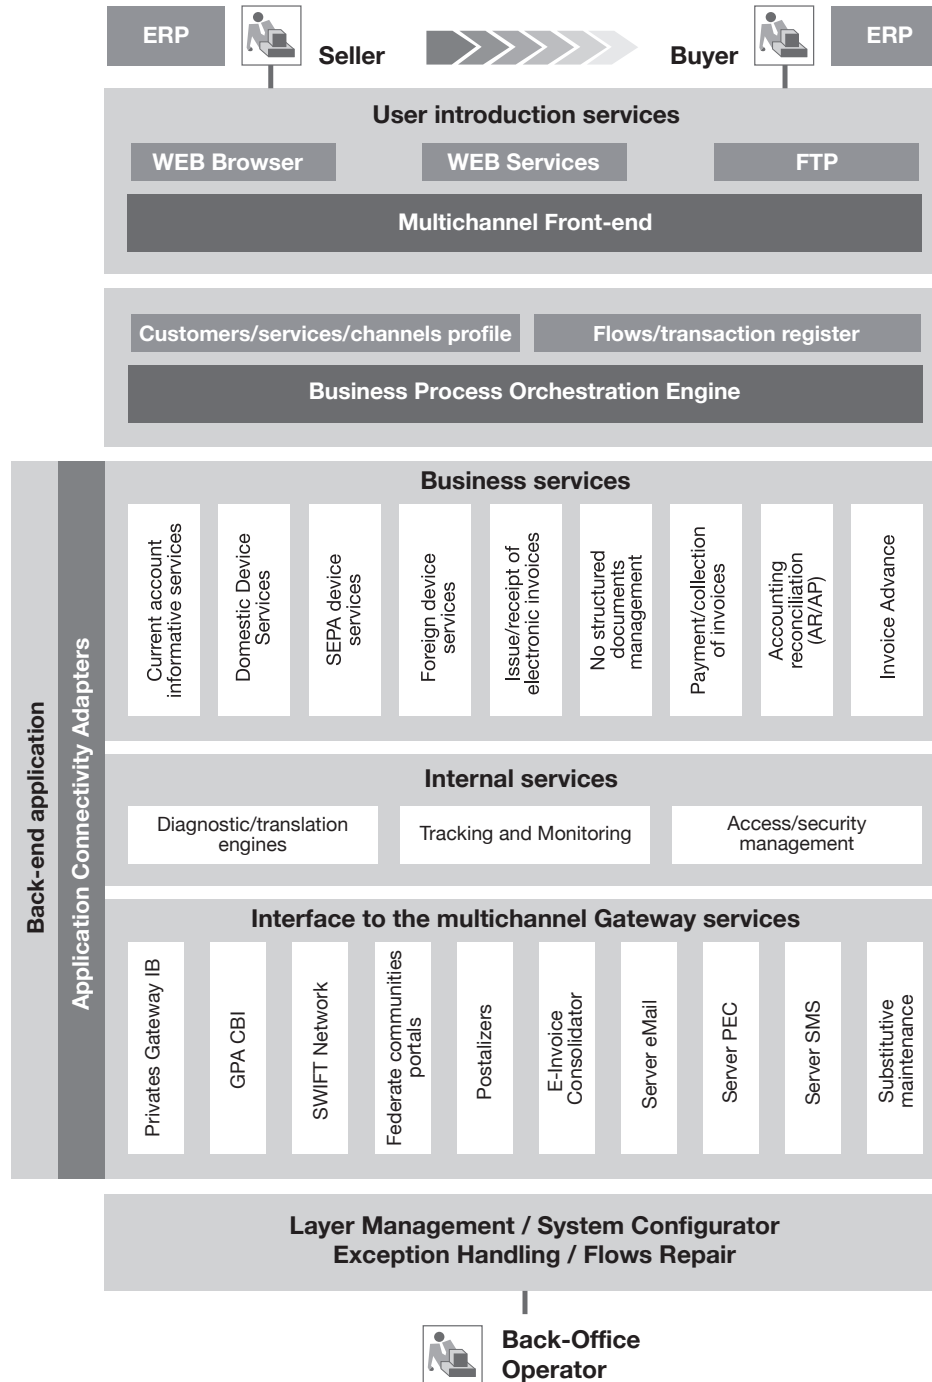 ERP
Seller
Buyer
ERP
User introduction services
WEB Browser
WEB Services
FTP
Multichannel Front-end
Customers/services/channels profile
Flows/transaction register
Business Process Orchestration Engine
Back-end application
Application Connectivity Adapters
Business services
Current account
informative services
Domestic Device
Services
SEPA device
services
Foreign device
services
Issue/receipt of
electronic invoices
No structured
documents
management
Payment/collection
of invoices
Accounting
reconciliation
(AR/AP)
Invoice Advance
Internal services
Diagnostic/translation
engines
Tracking and Monitoring
Access/security
management
Interface to the multichannel Gateway services
Privates Gateway IB
GPA CBI
SWIFT Network
Federate communities
portals
Postalizers
E-Invoice
Consolidator
Server eMail
Server PEC
Server SMS
Substitutive
maintenance
Layer Management / System Configurator
Exception Handling / Flows Repair
Back-Office
Operator